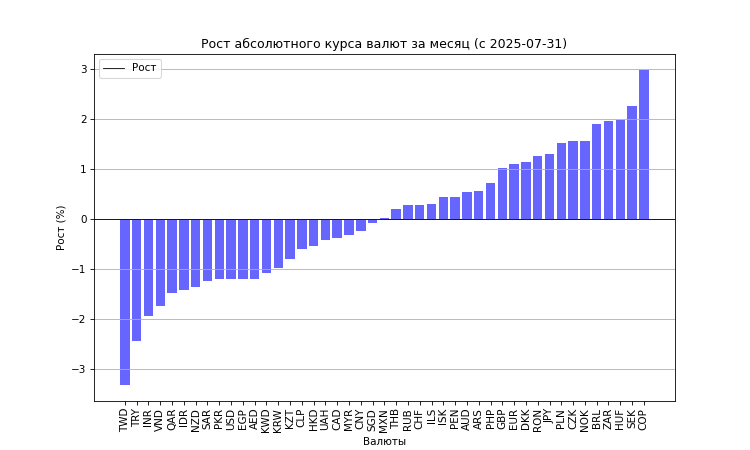 Рост абсолютного курса валют за месяц (с 2025-07-31)
Рост
3
2
1
0
−1
−2
−3
Рост (%)
TWD TRY INR VND QAR IDR NZD SAR PKR USD EGP AED KWD KRW KZT CLP HKD UAH CAD MYR CNY SGD MXN THB RUB CHF ILS ISK PEN AUD ARS PHP GBP EUR DKK RON JPY PLN CZK NOK BRL ZAR HUF SEK COP
Валюты